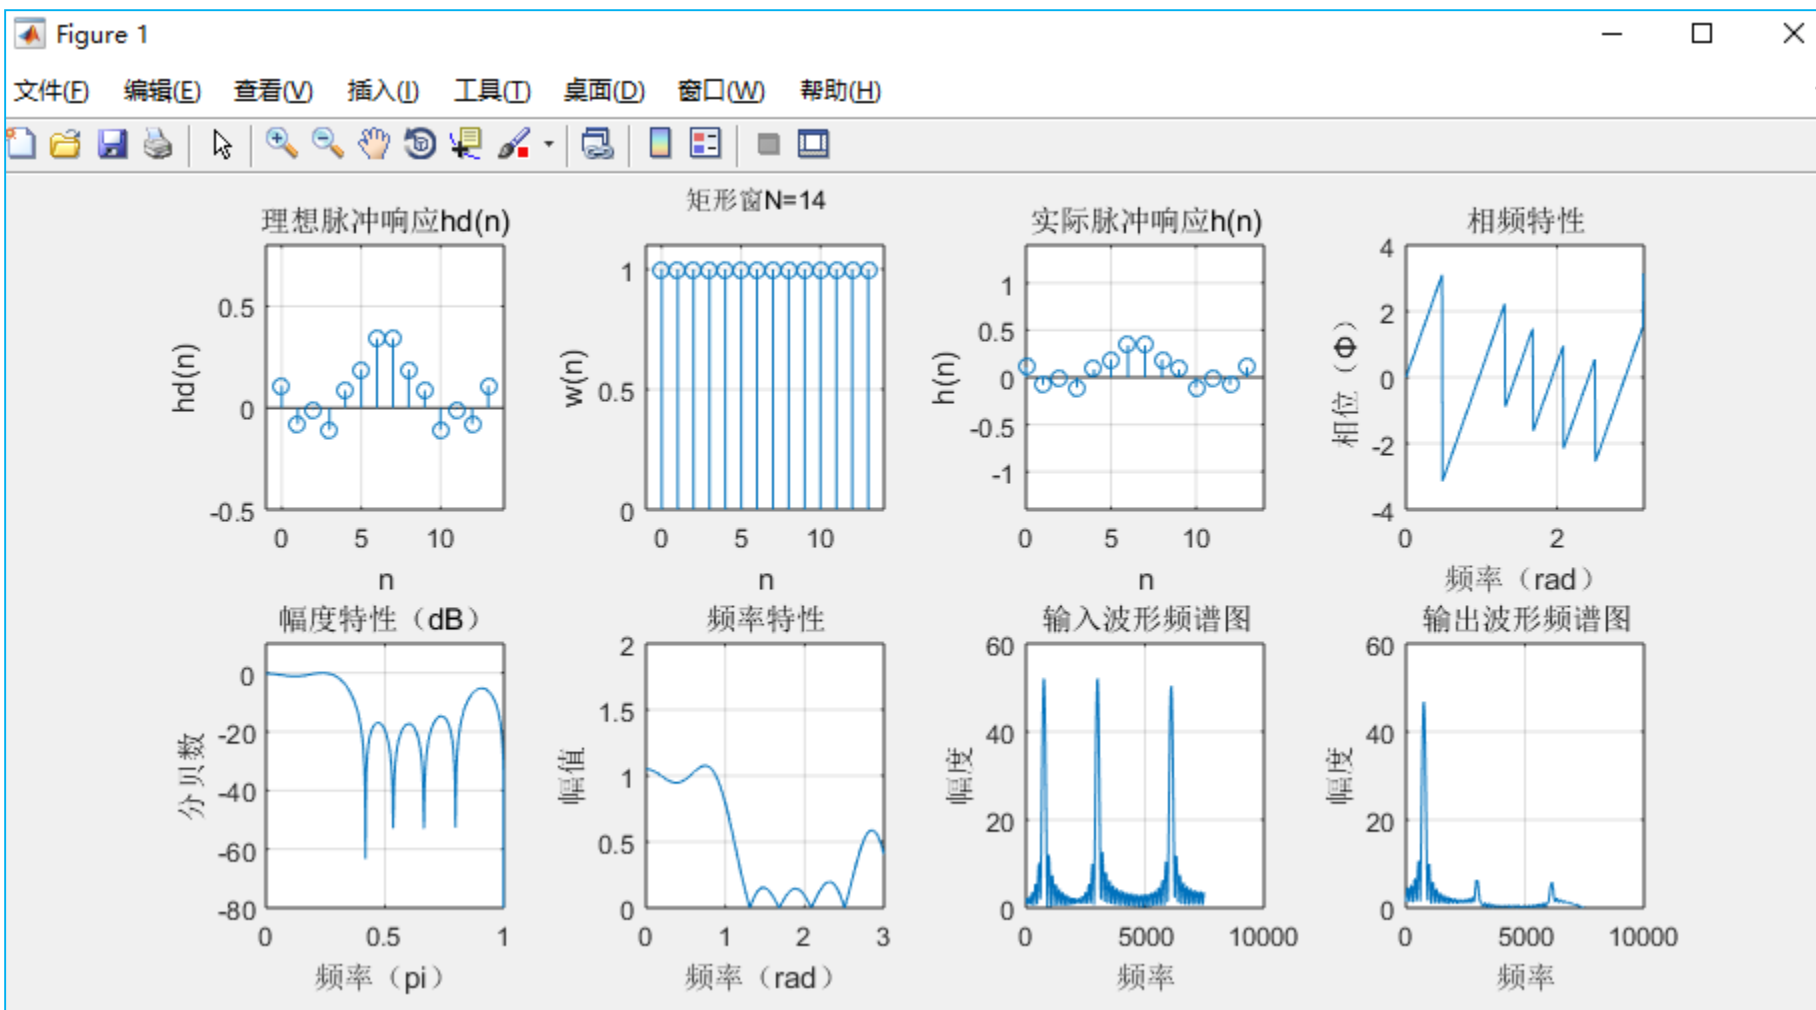 Figure 1
文件(F) 编辑(E) 查看(V) 插入(I) 工具(T) 桌面(D) 窗口(W) 帮助(H)
理想脉冲响应hd(n)
hd(n)
0.5
0
-0.5
0 5 10
n
矩形窗N=14
w(n)
1
0.5
0
0 5 10
n
实际脉冲响应h(n)
h(n)
1
0.5
0
-0.5
-1
0 5 10
n
相频特性
相位（Φ）
4
2
0
-2
-4
0 2
频率（rad）
幅度特性（dB）
分贝数
0
-20
-40
-60
-80
0 0.5 1
频率（pi）
频率特性
幅值
2
1.5
1
0.5
0
0 1 2 3
频率（rad）
输入波形频谱图
幅度
60
40
20
0
0 5000 10000
频率
输出波形频谱图
幅度
60
40
20
0
0 5000 10000
频率